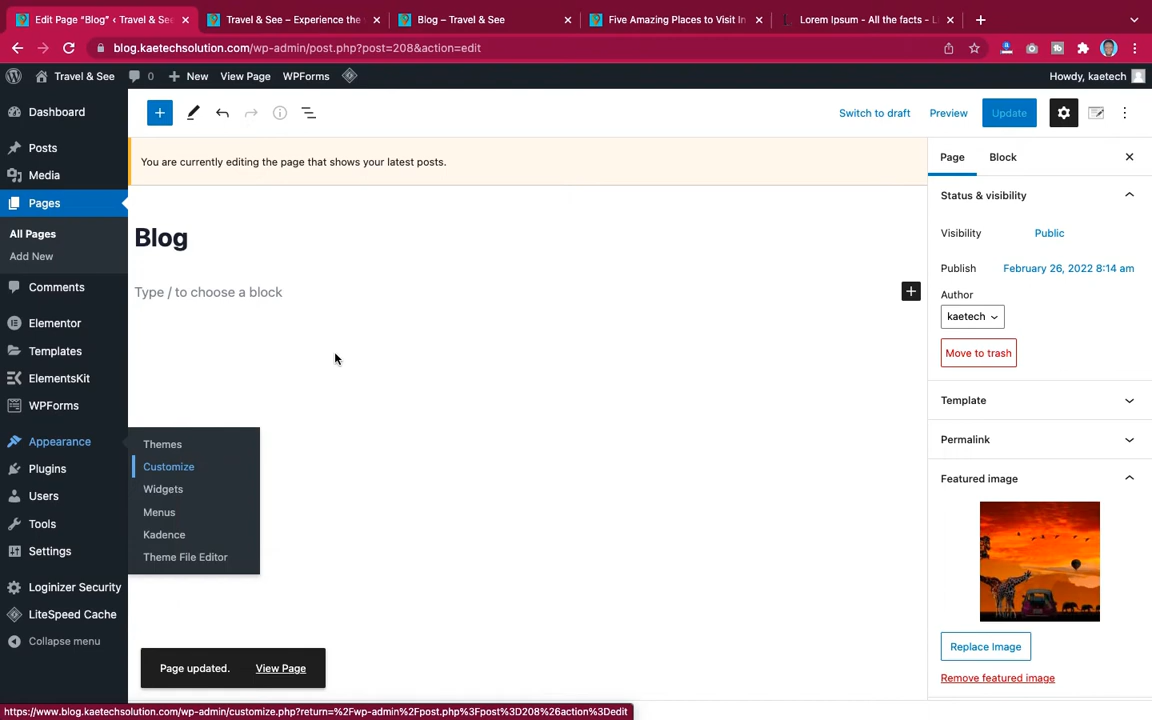 Edit Page “Blog” ‹ Travel & See
Travel & See – Experience the
Blog – Travel & See
Five Amazing Places to Visit In
Lorem Ipsum - All the facts - L
blog.kaetechsolution.com/wp-admin/post.php?post=208&action=edit
Travel & See
0
New
View Page
WPForms
Howdy, kaetech
Dashboard
Posts
Media
Pages
All Pages
Add New
Comments
Elementor
Templates
ElementsKit
WPForms
Appearance
Plugins
Users
Tools
Settings
Loginizer Security
LiteSpeed Cache
Collapse menu
Themes
Customize
Widgets
Menus
Kadence
Theme File Editor
Switch to draft
Preview
Update
You are currently editing the page that shows your latest posts.
Blog
Type / to choose a block
Page updated.
View Page
Page
Block
Status & visibility
Visibility
Public
Publish
February 26, 2022 8:14 am
Author
kaetech
Move to trash
Template
Permalink
Featured image
Replace Image
Remove featured image
https://www.blog.kaetechsolution.com/wp-admin/customize.php?return=%2Fwp-admin%2Fpost.php%3Fpost%3D208%26action%3Dedit